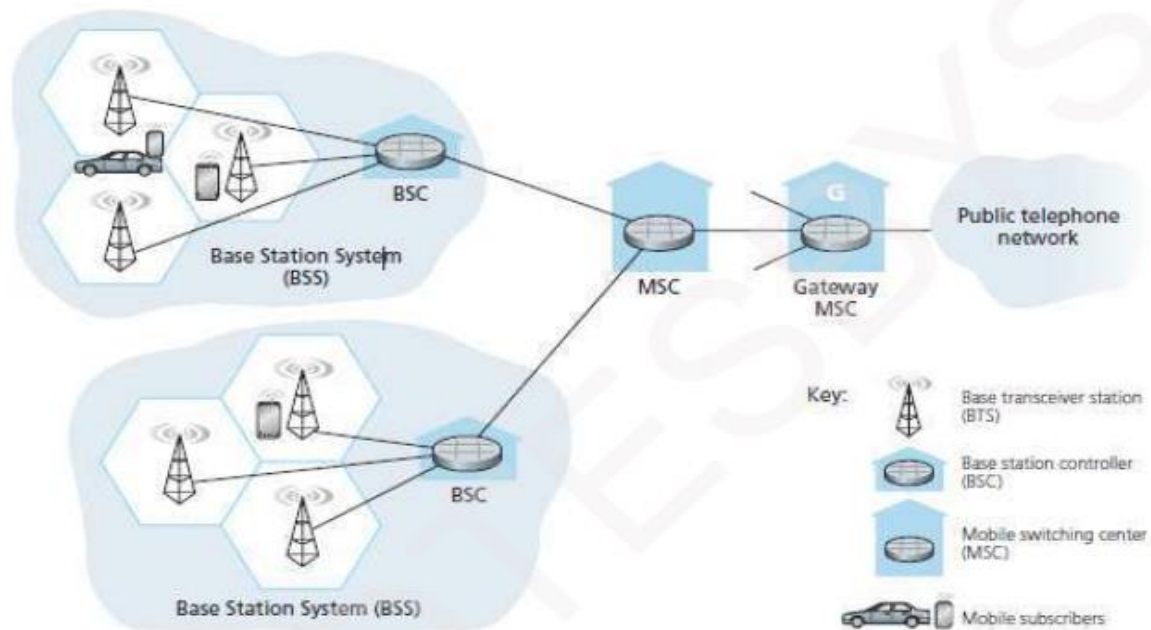 BSC
G
Public telephone
network
Base Station System
(BSS)
MSC
Gateway
MSC
Key:
Base transceiver station
(BTS)
BSC
Base station controller
(BSC)
Mobile switching center
(MSC)
Base Station System (BSS)
Mobile subscribers